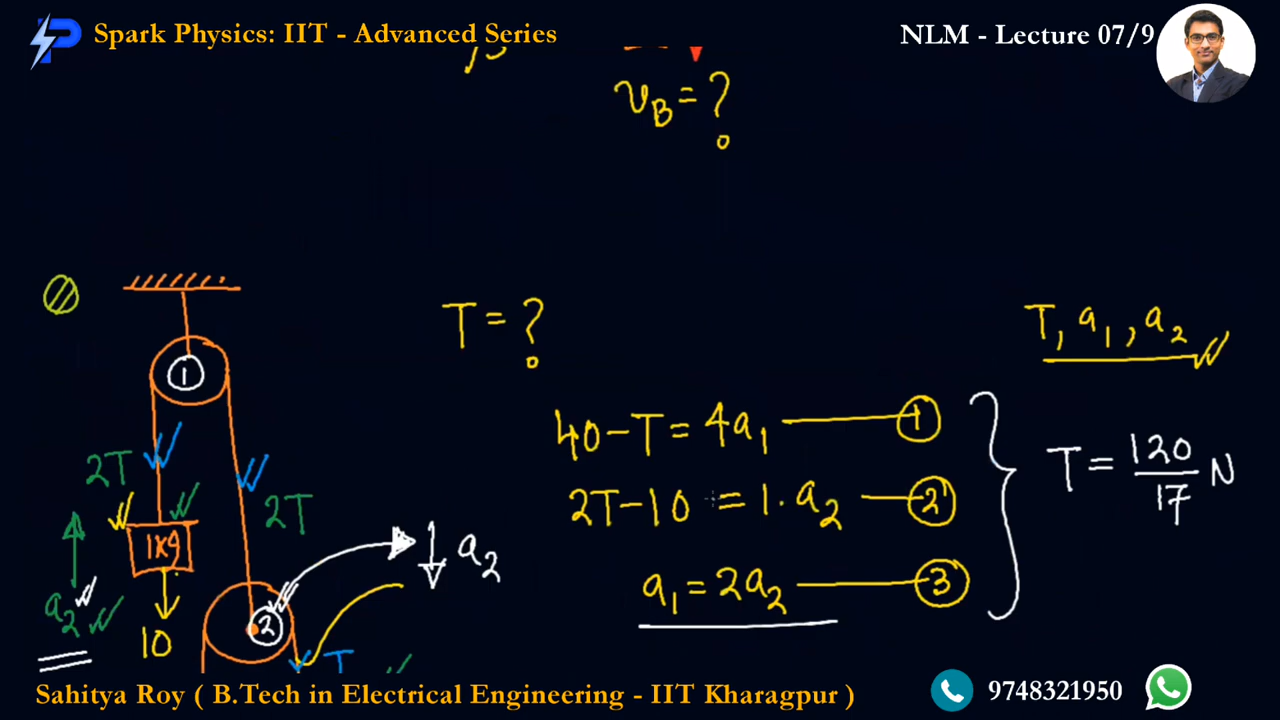 Spark Physics: IIT - Advanced Series
NLM - Lecture 07/9
v_B = ?
1
T = ?
T, a₁, a₂
40-T = 4a₁ ① 
2T-10 = 1·a₂ ②
a₁ = 2a₂ ③
T = 120/17 N
2T
2T
1kg
a₂
a₂
10
2
T
Sahitya Roy ( B.Tech in Electrical Engineering - IIT Kharagpur )
9748321950